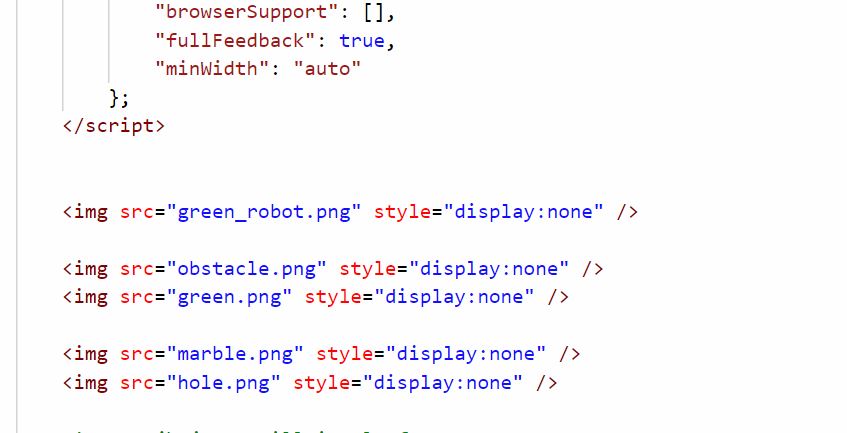 "browserSupport": [],
"fullFeedback": true,
"minWidth": "auto"
};
</script>
<img src="green_robot.png" style="display:none" />
<img src="obstacle.png" style="display:none" />
<img src="green.png" style="display:none" />
<img src="marble.png" style="display:none" />
<img src="hole.png" style="display:none" />